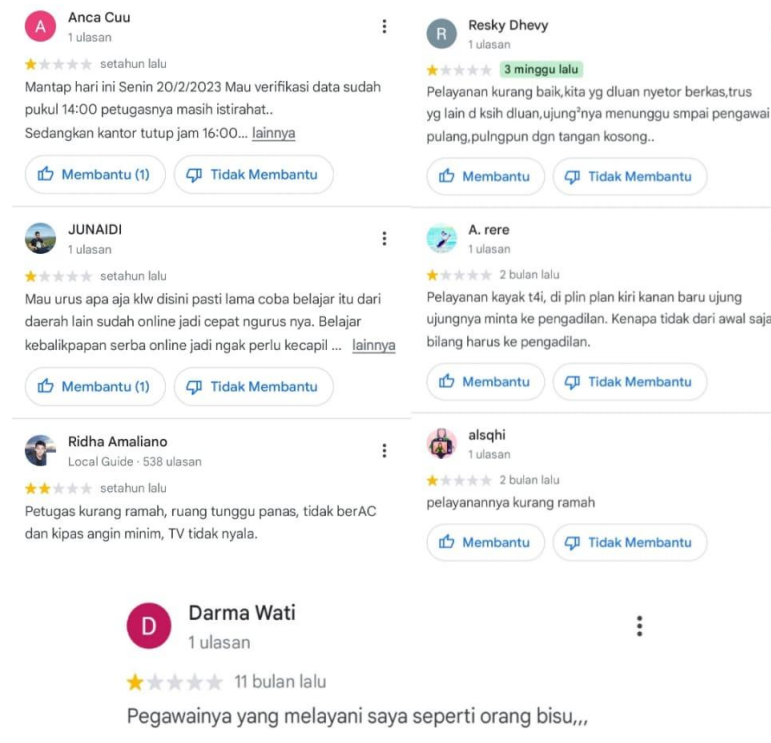 A
Anca Cuu
1 ulasan
setahun lalu
Mantap hari ini Senin 20/2/2023 Mau verifikasi data sudah
pukul 14:00 petugasnya masih istirahat..
Sedangkan kantor tutup jam 16:00... lainnya
Membantu (1)
Tidak Membantu
JUNAIDI
1 ulasan
setahun lalu
Mau urus apa aja klw disini pasti lama coba belajar itu dari
daerah lain sudah online jadi cepat ngurus nya. Belajar
kebalikpapan serba online jadi ngak perlu kecapil ... lainnya
Membantu (1)
Tidak Membantu
Ridha Amaliano
Local Guide · 538 ulasan
setahun lalu
Petugas kurang ramah, ruang tunggu panas, tidak berAC
dan kipas angin minim, TV tidak nyala.
R
Resky Dhevy
1 ulasan
3 minggu lalu
Pelayanan kurang baik,kita yg dluan nyetor berkas,trus
yg lain d ksih dluan,ujung²nya menunggu smpai pengawai
pulang,pulngpun dgn tangan kosong..
Membantu
Tidak Membantu
A. rere
1 ulasan
2 bulan lalu
Pelayanan kayak t4i, di plin plan kiri kanan baru ujung
ujungnya minta ke pengadilan. Kenapa tidak dari awal saja
bilang harus ke pengadilan.
Membantu
Tidak Membantu
alsqhi
1 ulasan
2 bulan lalu
pelayanannya kurang ramah
Membantu
Tidak Membantu
D
Darma Wati
1 ulasan
11 bulan lalu
Pegawainya yang melayani saya seperti orang bisu,,,